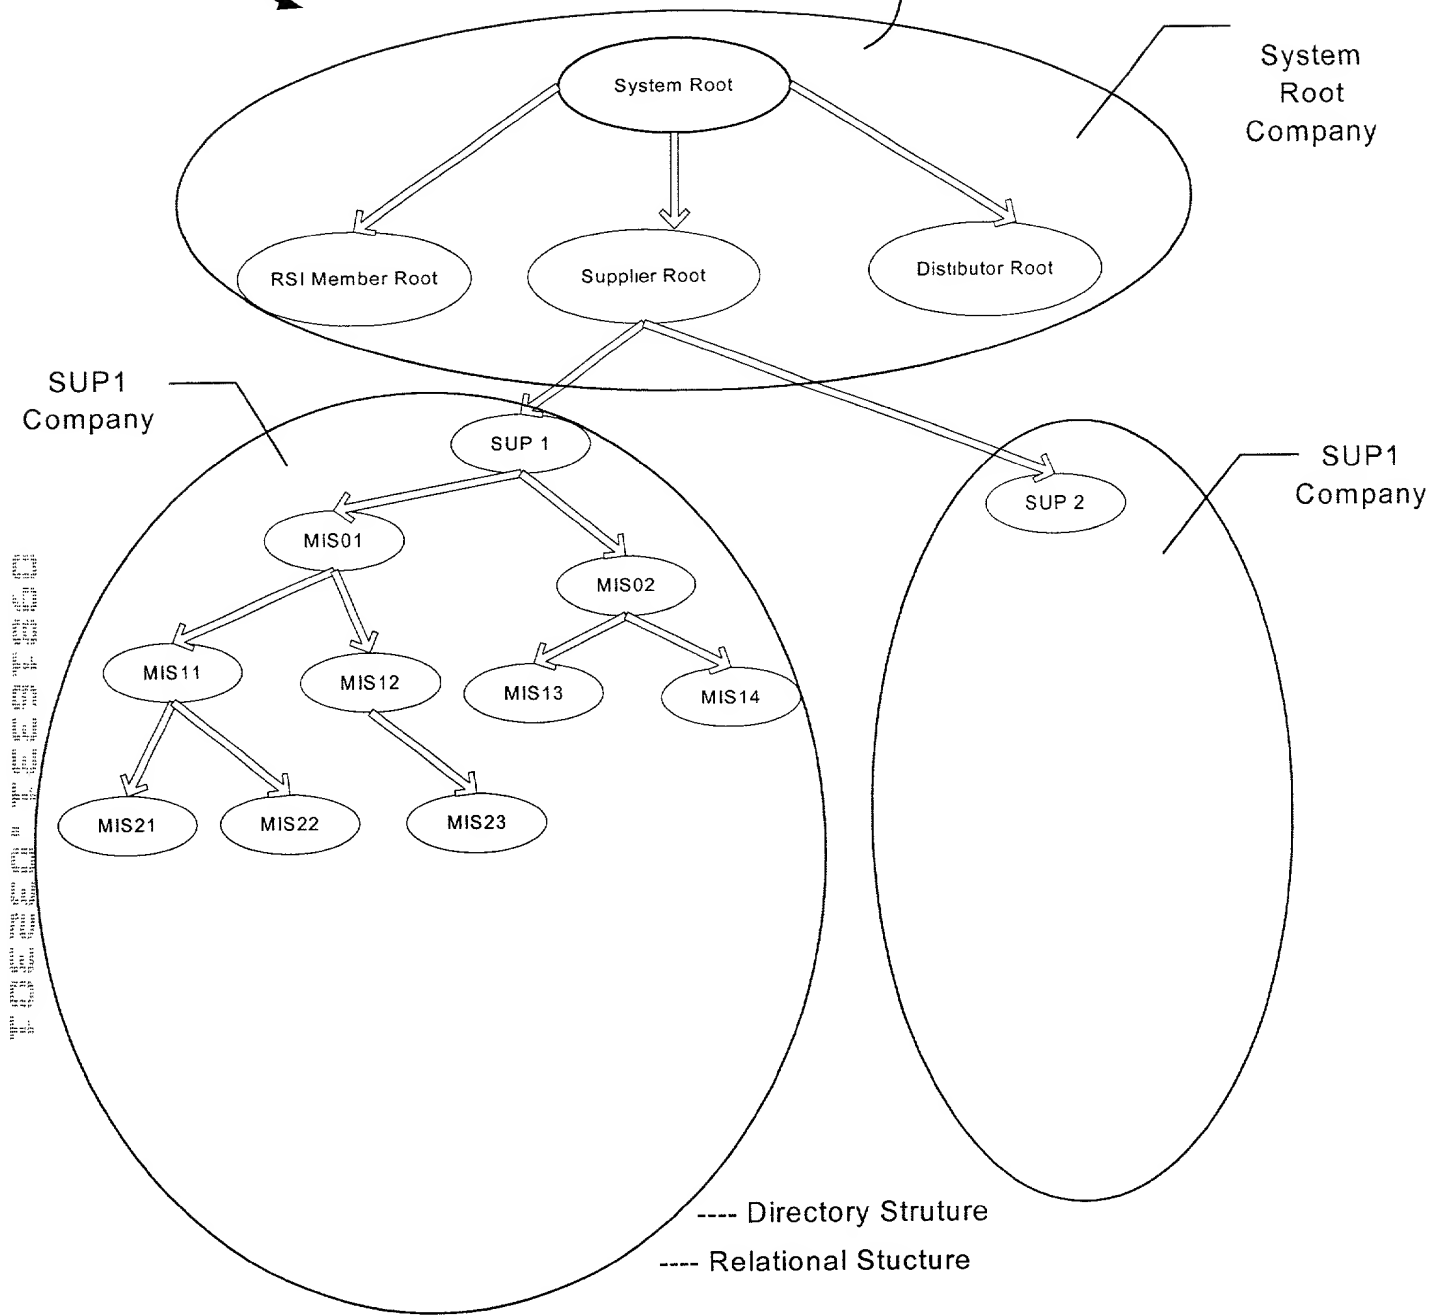 System Root
System
Root
Company
RSI Member Root
Supplier Root
Distibutor Root
SUP1
Company
SUP 1
SUP 2
SUP1
Company
MIS01
MIS02
MIS11
MIS12
MIS13
MIS14
MIS21
MIS22
MIS23
---- Directory Struture
---- Relational Stucture